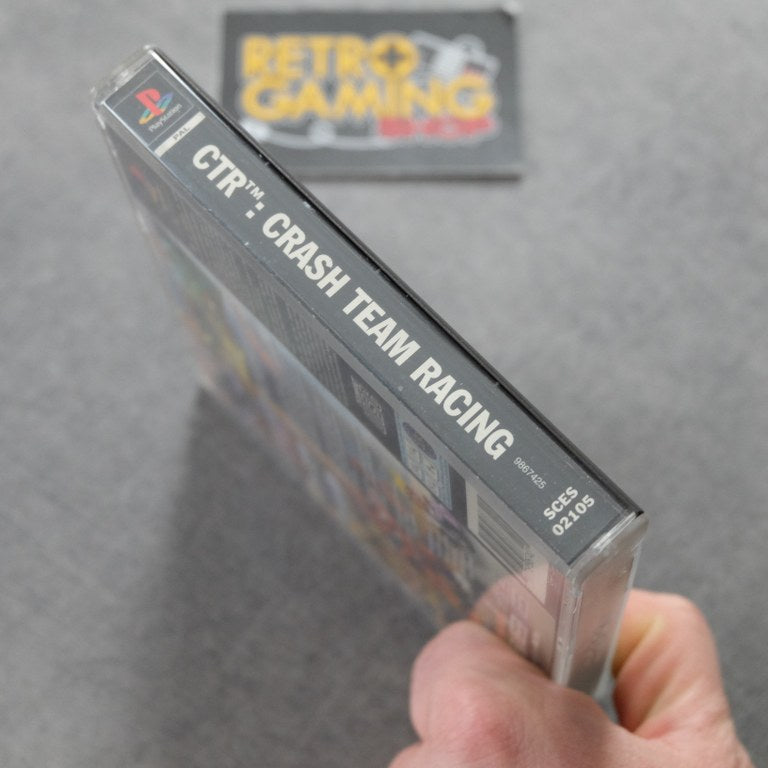 RETRO
GAMING
SHOP
PlayStation
PAL
CTR™: CRASH TEAM RACING
9867425
SCES
02105